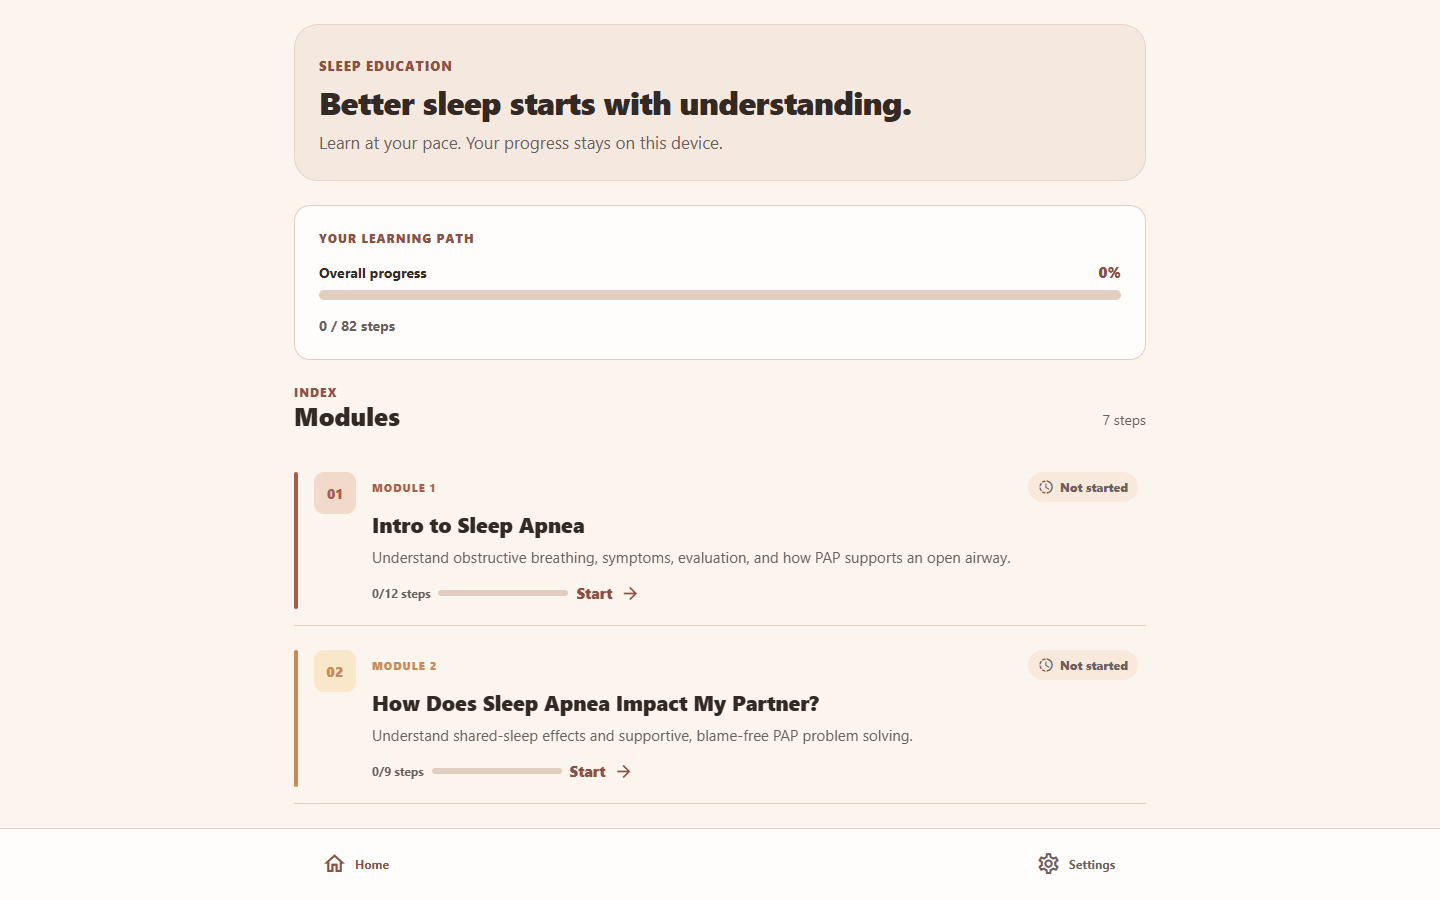 SLEEP EDUCATION
Better sleep starts with understanding.
Learn at your pace. Your progress stays on this device.
YOUR LEARNING PATH
Overall progress 0%
0 / 82 steps
INDEX
Modules 7 steps
01 MODULE 1 Not started
Intro to Sleep Apnea
Understand obstructive breathing, symptoms, evaluation, and how PAP supports an open airway.
0/12 steps Start →
02 MODULE 2 Not started
How Does Sleep Apnea Impact My Partner?
Understand shared-sleep effects and supportive, blame-free PAP problem solving.
0/9 steps Start →
Home Settings